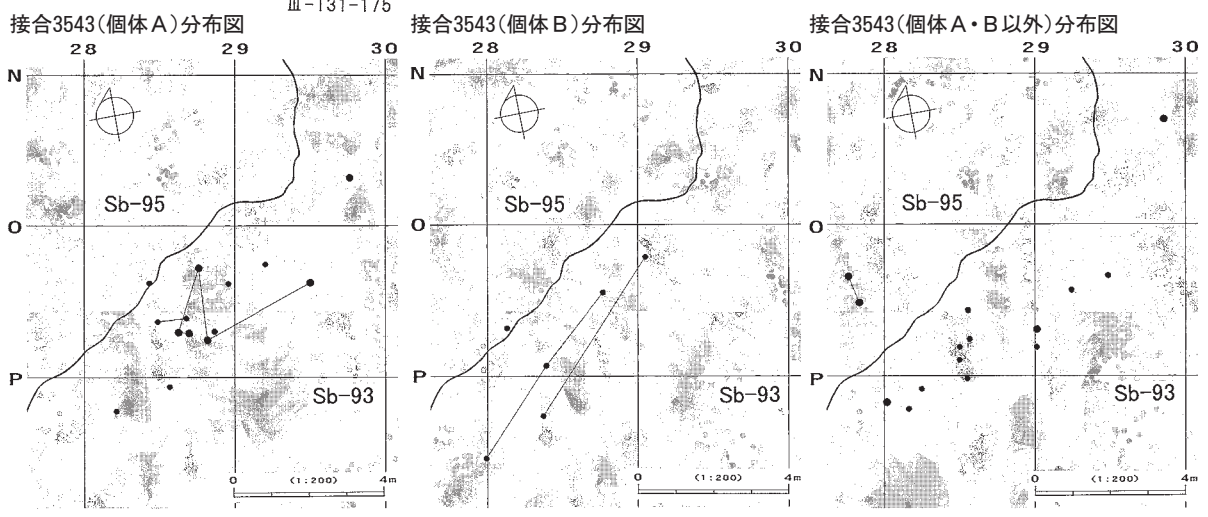 Ⅲ-131-175
接合3543(個体A)分布図
28 29 30
N
Sb-95
O
P
Sb-93
0 (1:200) 4m
接合3543(個体B)分布図
28 29 30
N
Sb-95
O
P
Sb-93
0 (1:200) 4m
接合3543(個体A・B以外)分布図
28 29 30
N
Sb-95
O
P
Sb-93
0 (1:200) 4m